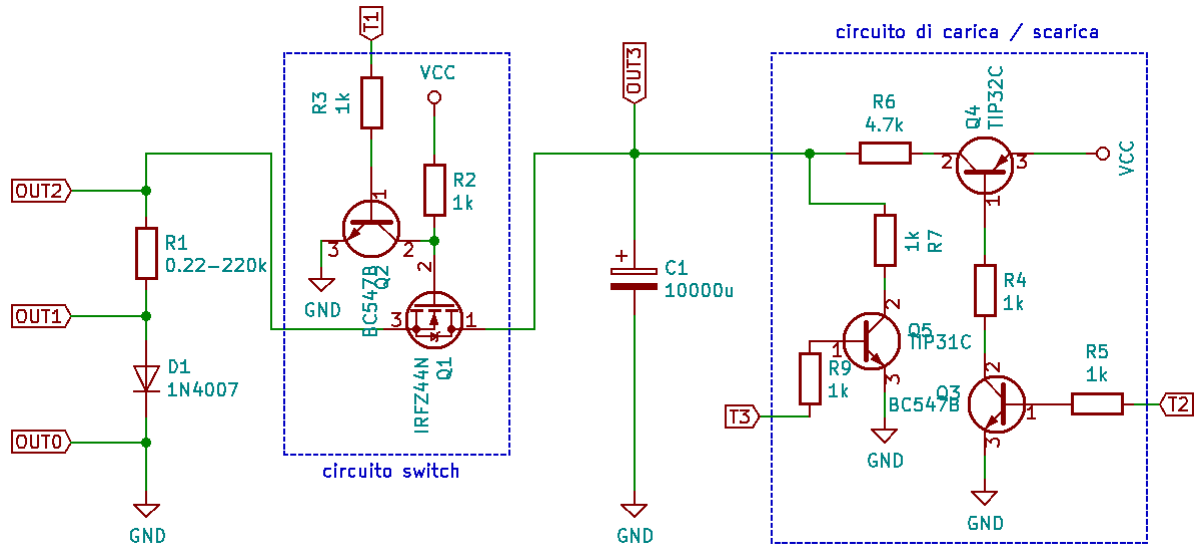 circuito di carica / scarica
T1
OUT3
VCC
R3
1k
R6
4.7k
Q4
TIP32C
2
3
VCC
1
1
R2
1k
OUT2
R1
0.22-220k
3
2
GND
BC547B
Q2
2
1k
R7
C1
10000u
+
R4
1k
OUT1
3
1
IRFZ44N
Q1
2
Q5
TIP31C
1
3
R9
1k
R5
1k
D1
1N4007
2
Q3
BC547B
1
T2
T3
3
OUT0
GND
circuito switch
GND
GND
GND